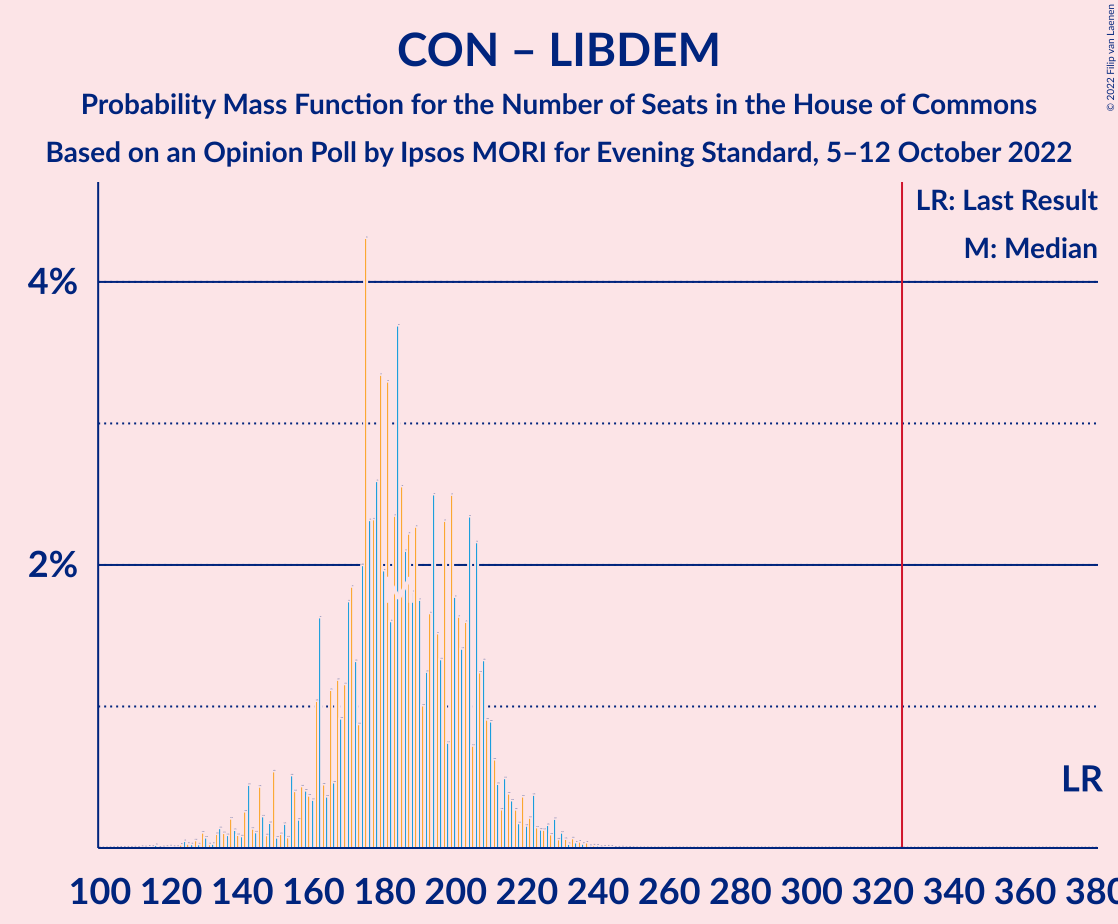 CON – LIBDEM
Probability Mass Function for the Number of Seats in the House of Commons
Based on an Opinion Poll by Ipsos MORI for Evening Standard, 5–12 October 2022
© 2022 Filip van Laenen
LR: Last Result
M: Median
4%
2%
LR
100 120 140 160 180 200 220 240 260 280 300 320 340 360 380